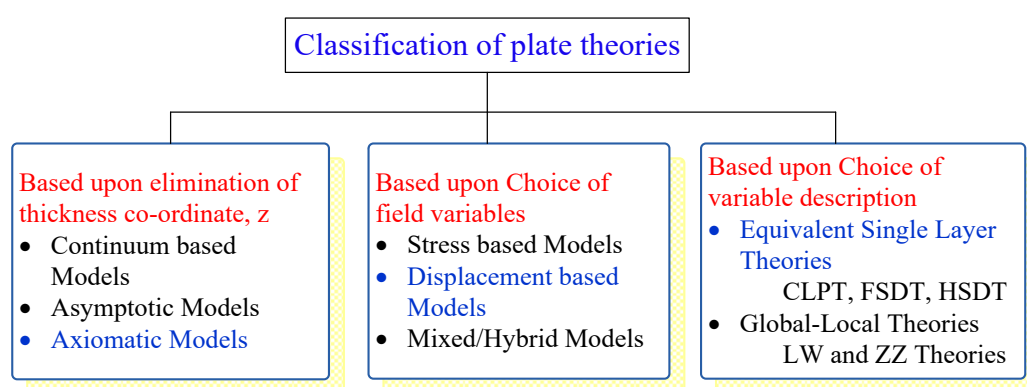 Classification of plate theories
Based upon elimination of
thickness co-ordinate, z
• Continuum based
Models
• Asymptotic Models
• Axiomatic Models
Based upon Choice of
field variables
• Stress based Models
• Displacement based
Models
• Mixed/Hybrid Models
Based upon Choice of
variable description
• Equivalent Single Layer
Theories
CLPT, FSDT, HSDT
• Global-Local Theories
LW and ZZ Theories